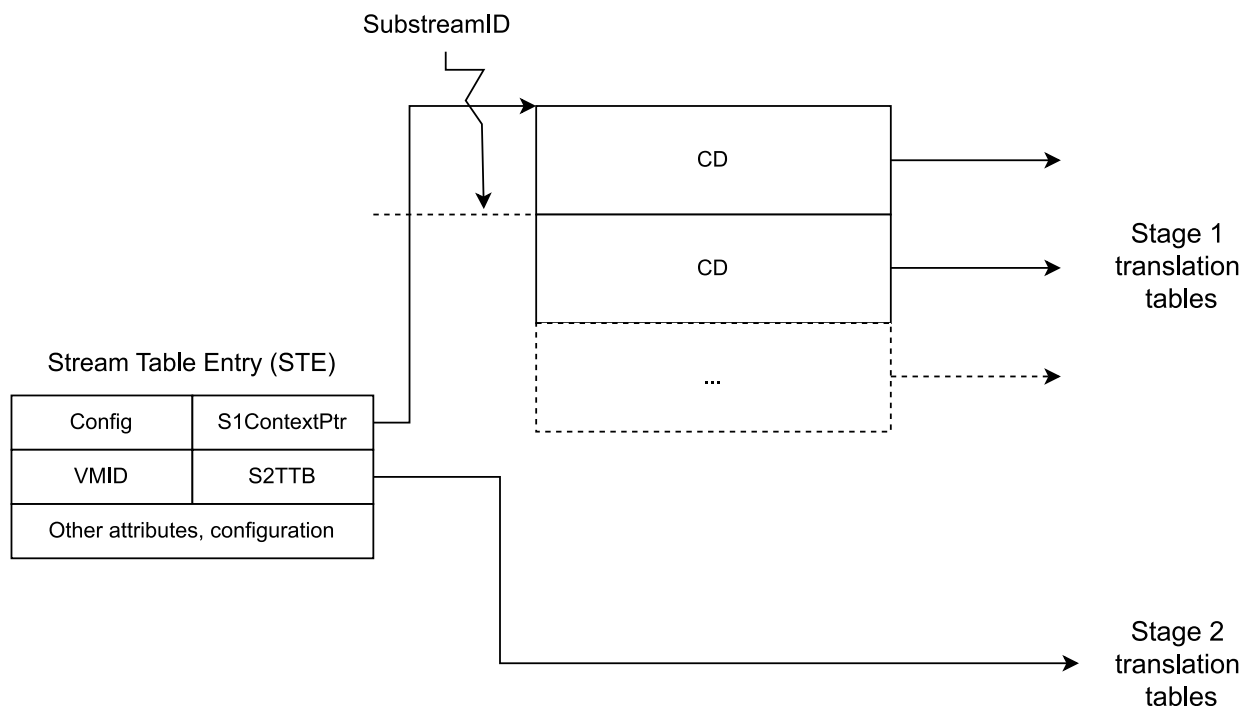 SubstreamID
CD
CD
...
Stage 1
translation
tables
Stream Table Entry (STE)
Config
S1ContextPtr
VMID
S2TTB
Other attributes, configuration
Stage 2
translation
tables